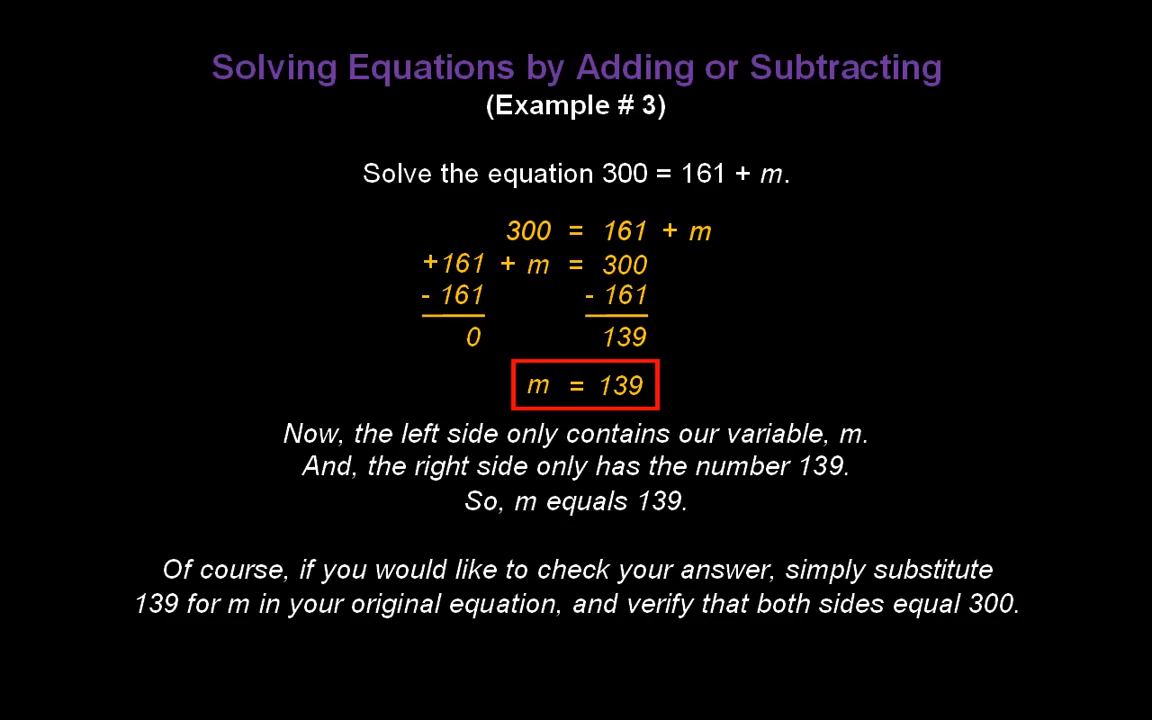 Solving Equations by Adding or Subtracting
(Example # 3)
Solve the equation 300 = 161 + m.
300 = 161 + m
+161 + m = 300
- 161 - 161
0 139
m = 139
Now, the left side only contains our variable, m.
And, the right side only has the number 139.
So, m equals 139.
Of course, if you would like to check your answer, simply substitute
139 for m in your original equation, and verify that both sides equal 300.